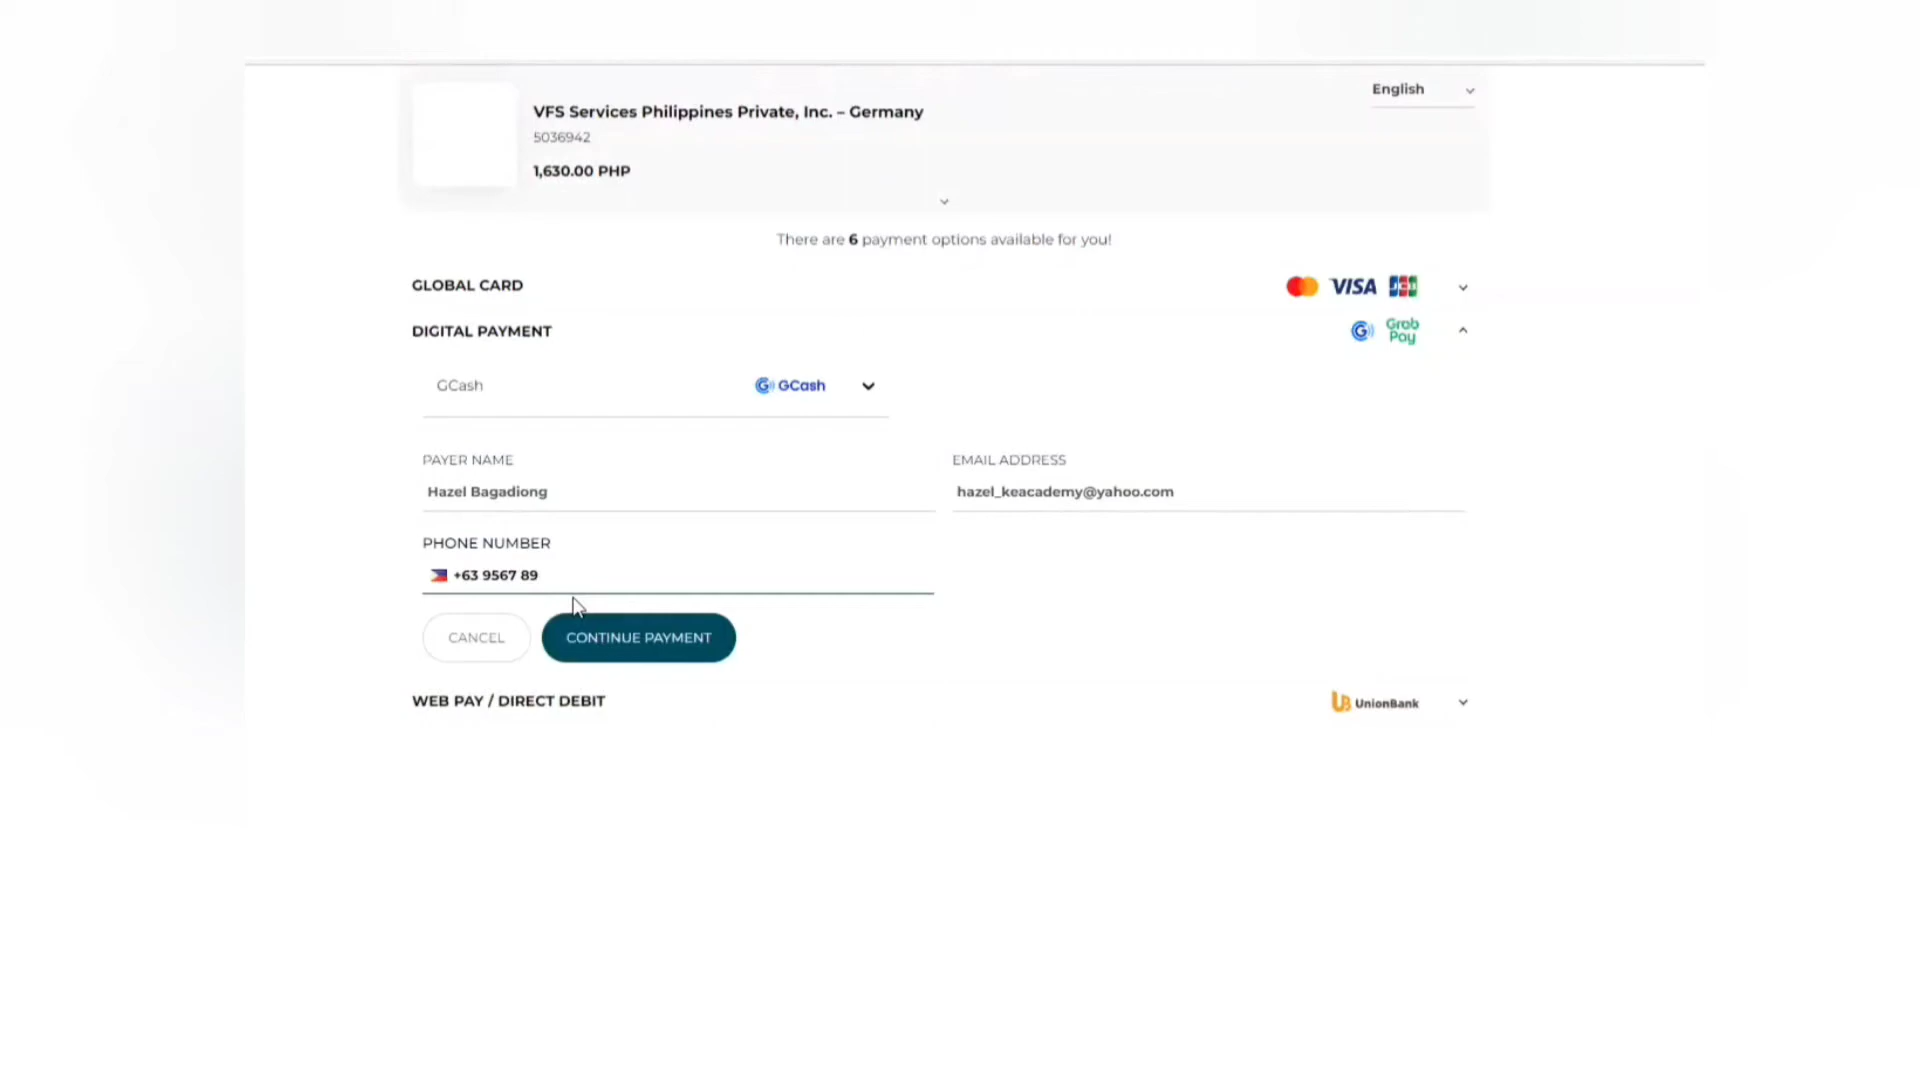 English
VFS Services Philippines Private, Inc. – Germany
5036942
1,630.00 PHP
There are 6 payment options available for you!
GLOBAL CARD
VISA JCB
DIGITAL PAYMENT
G Grab
Pay
GCash
G GCash
PAYER NAME
EMAIL ADDRESS
Hazel Bagadiong
hazel_keacademy@yahoo.com
PHONE NUMBER
+63 9567 89
CANCEL
CONTINUE PAYMENT
WEB PAY / DIRECT DEBIT
UB UnionBank